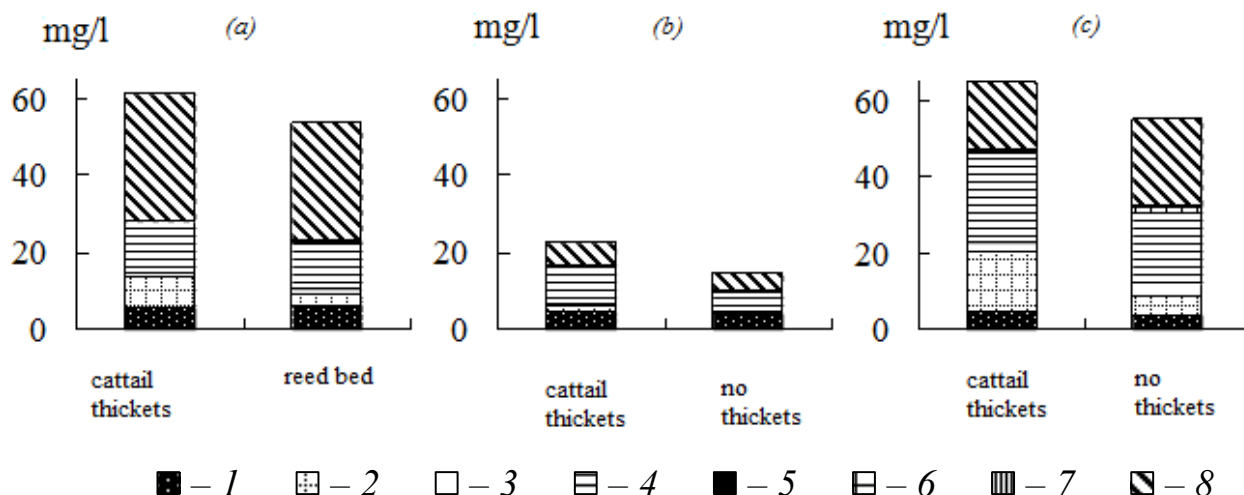 mg/l (a) mg/l (b) mg/l (c)
60 60 60
40 40 40
20 20 20
0 0 0
cattail thickets
reed bed
cattail thickets
no thickets
cattail thickets
no thickets
– 1 – 2 – 3 – 4 – 5 – 6 – 7 – 8